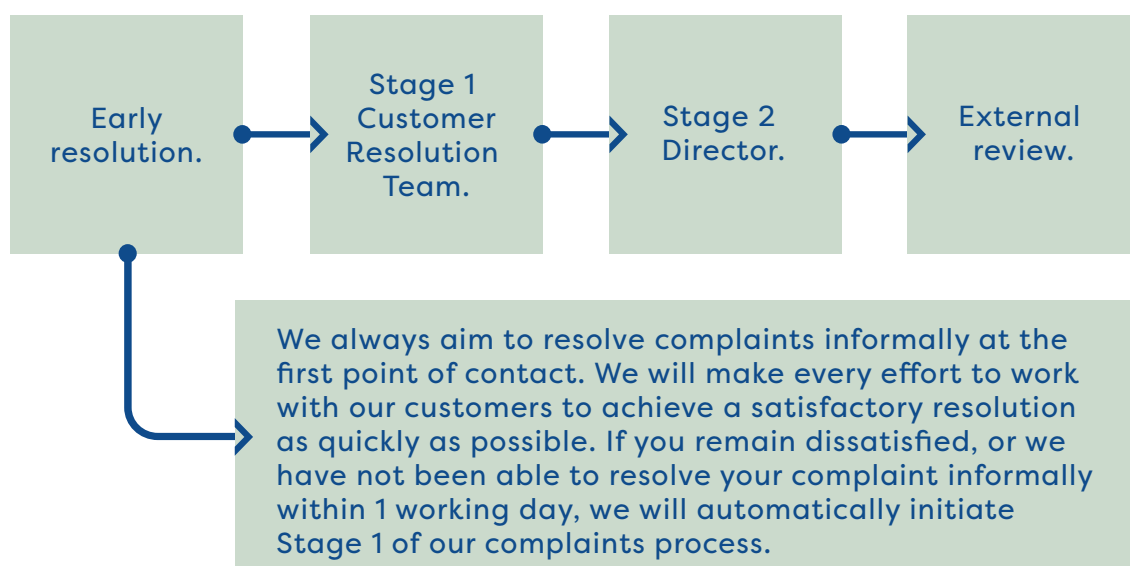 Early
resolution.
Stage 1
Customer
Resolution
Team.
Stage 2
Director.
External
review.
We always aim to resolve complaints informally at the
first point of contact. We will make every effort to work
with our customers to achieve a satisfactory resolution
as quickly as possible. If you remain dissatisfied, or we
have not been able to resolve your complaint informally
within 1 working day, we will automatically initiate
Stage 1 of our complaints process.